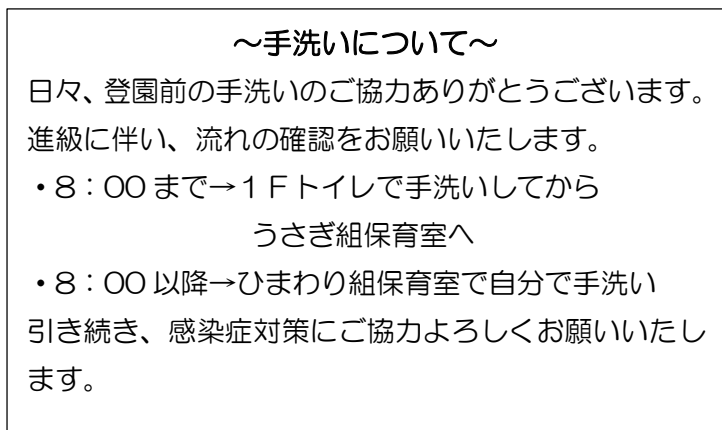 ～手洗いについて～
日々、登園前の手洗いのご協力ありがとうございます。
進級に伴い、流れの確認をお願いいたします。
・８：００まで→１Ｆトイレで手洗いしてから
うさぎ組保育室へ
・８：００以降→ひまわり組保育室で自分で手洗い
引き続き、感染症対策にご協力よろしくお願いいたし
ます。